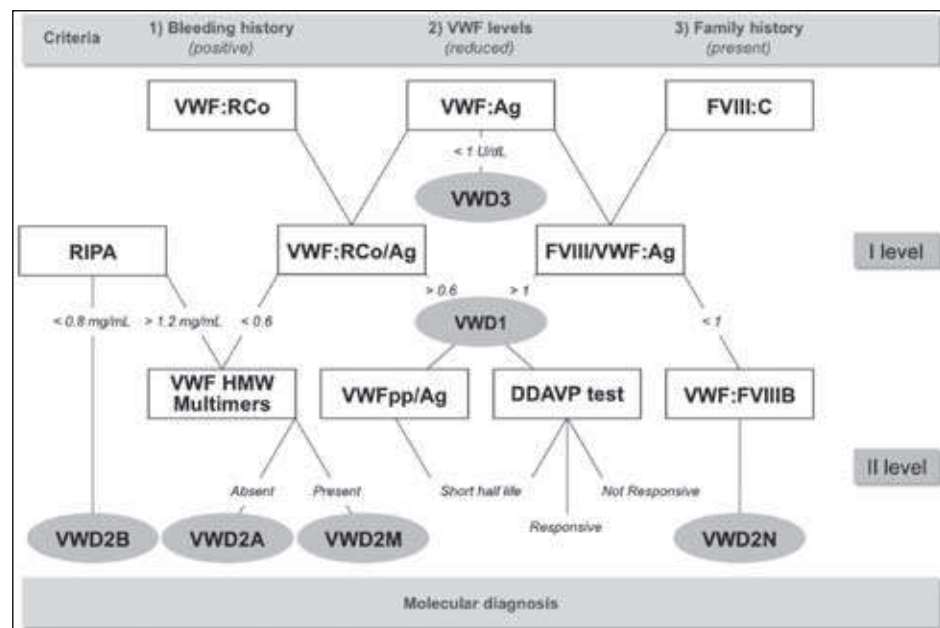 Criteria
1) Bleeding history
(positive)
2) VWF levels
(reduced)
3) Family history
(present)
VWF:RCo
VWF:Ag
FVIII:C
< 1 U/dL
VWD3
RIPA
VWF:RCo/Ag
FVIII/VWF:Ag
I level
< 0.8 mg/mL
> 1.2 mg/mL
< 0.6
> 0.6
> 1
< 1
VWD1
VWF HMW
Multimers
VWFpp/Ag
DDAVP test
VWF:FVIIIB
II level
Absent
Present
Short half life
Not Responsive
Responsive
VWD2B
VWD2A
VWD2M
VWD2N
Molecular diagnosis